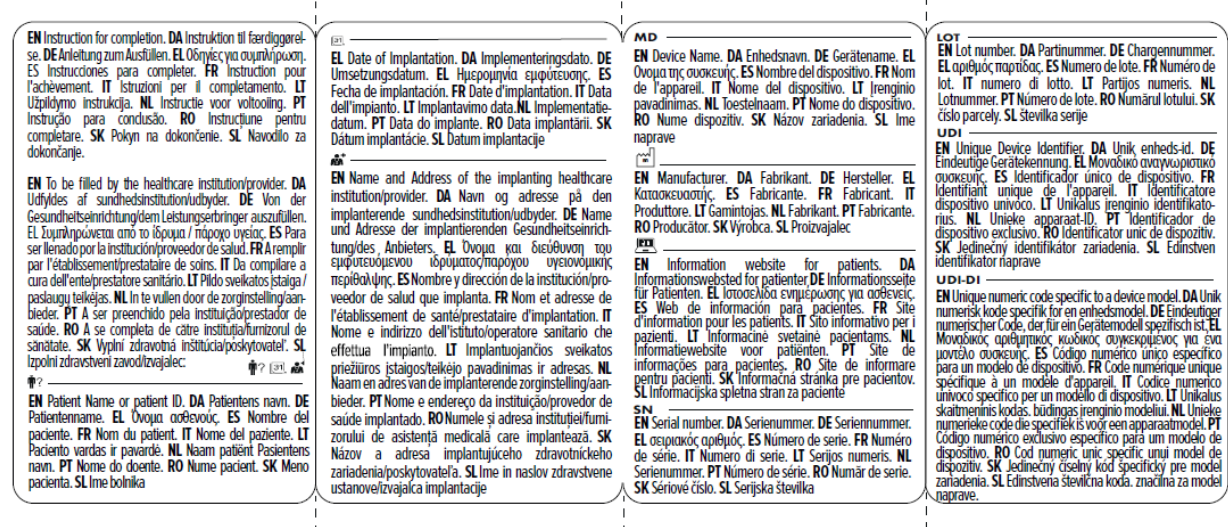 EN Instruction for completion. DA Instruktion til færdiggørel-
se. DE Anleitung zum Ausfüllen. EL Οδηγίες για συμπλήρωση.
ES Instrucciones para completer. FR Instruction pour
l'achèvement. IT Istruzioni per il completamento. LT
Užpildymo instrukcija. NL Instructie voor voltooling. PT
Instrução para conclusão. RO Instrucțiune pentru
completare. SK Pokyn na dokončenie. SL Navodilo za
dokončanje.
EN To be filled by the healthcare institution/provider. DA
Udfyldes af sundhedsinstitution/udbyder. DE Von der
Gesundheitseinrichtung/dem Leistungserbringer auszufüllen.
EL Συμπληρώνεται από το ίδρυμα / πάροχο υγείας. ES Para
ser llenado por la institución/proveedor de salud. FR A remplir
par l'établissement/prestataire de soins. IT Da compilare a
cura dell'ente/prestatore sanitário. LT Pildo sveikatos įstaiga /
paslaugų teikėjas. NL In te vullen door de zorginstelling/aan-
bieder. PT A ser preenchido pela instituição/prestador de
saúde. RO A se completa de către instituția/furnizorul de
sănătate. SK Vyplní zdravotná inštitúcia/poskytovateľ. SL
Izpolni zdravstveni zavod/izvajalec: ? 31
?
EN Patient Name or patient ID. DA Patientens navn. DE
Patientenname. EL Όνομα ασθενούς. ES Nombre del
paciente. FR Nom du patient. IT Nome del paziente. LT
Paciento vardas ir pavardė. NL Naam patiënt Pasientens
navn. PT Nome do doente. RO Nume pacient. SK Meno
pacienta. SL Ime bolnika
31
EL Date of Implantation. DA Implementeringsdato. DE
Umsetzungsdatum. EL Ημερομηνία εμφύτευσης. ES
Fecha de implantación. FR Date d'implantation. IT Data
dell'impianto. LT Implantavimo data. NL Implementatie-
datum. PT Data do implante. RO Data implantării. SK
Dátum implantácie. SL Datum implantacije
EN Name and Address of the implanting healthcare
institution/provider. DA Navn og adresse på den
implanterende sundhedsinstitution/udbyder. DE Name
und Adresse der implantierenden Gesundheitseinrich-
tung/des Anbieters. EL Όνομα και διεύθυνση του
εμφυτευόμενου ιδρύματος/παρόχου υγειονομικής
περίθαλψης. ES Nombre y dirección de la institución/pro-
veedor de salud que implanta. FR Nom et adresse de
l'établissement de santé/prestataire d'implantation. IT
Nome e indirizzo dell'istituto/operatore sanitario che
effettua l'impianto. LT Implantuojančios sveikatos
priežiūros įstaigos/teikėjo pavadinimas ir adresas. NL
Naam en adres van de implanterende zorginstelling/aan-
bieder. PT Nome e endereço da instituição/provedor de
saúde implantado. RO Numele și adresa instituției/furni-
zorului de asistență medicală care implantează. SK
Názov a adresa implantujúceho zdravotníckeho
zariadenia/poskytovateľa. SL Ime in naslov zdravstvene
ustanove/izvajalca implantacije
MD
EN Device Name. DA Enhedsnavn. DE Gerätename. EL
Ονομα της συσκευής. ES Nombre del dispositivo. FR Nom
de l'appareil. IT Nome del dispositivo. LT Įrenginio
pavadinimas. NL Toestelnaam. PT Nome do dispositivo.
RO Nume dispozitiv. SK Názov zariadenia. SL Ime
naprave
EN Manufacturer. DA Fabrikant. DE Hersteller. EL
Κατασκευαστής. ES Fabricante. FR Fabricant. IT
Produttore. LT Gamintojas. NL Fabrikant. PT Fabricante.
RO Producător. SK Výrobca. SL Proizvajalec
EN Information website for patients. DA
Informationswebsted for patienter, DE Informationsseite
für Patienten. EL Ιστοσελίδα ενημέρωσης για ασθενείς.
ES Web de información para pacientes. FR Site
d'information pour les patients. IT Sito informativo per i
pazienti. LT Informacinė svetainė pacientams. NL
Informatiewebsite voor patiënten. PT Site de
informações para pacientes. RO Site de informare
pentru pacienti. SK Informačná stránka pre pacientov.
SL Informacijska spletna stran za paciente
SN
EN Serial number. DA Serienummer. DE Seriennummer.
EL σειριακός αριθμός. ES Número de serie. FR Numéro
de série. IT Numero di serie. LT Serijos numeris. NL
Serienummer. PT Número de série. RO Număr de serie.
SK Sériové číslo. SL Serijska številka
LOT
EN Lot number. DA Partinummer. DE Chargennummer.
EL αριθμός παρτίδας. ES Numero de lote. FR Numéro de
lot. IT numero di lotto. LT Partijos numeris. NL
Lotnummer. PT Número de lote. RO Numărul lotului. SK
číslo parcely. SL številka serije
UDI
EN Unique Device Identifier. DA Unik enheds-id. DE
Eindeutige Gerätekennung. EL Μοναδικό αναγνωριστικό
συσκευής. ES Identificador único de dispositivo. FR
Identifiant unique de l'appareil. IT Identificatore
dispositivo univoco. LT Unikalus įrenginio identifikato-
rius. NL Unieke apparaat-ID. PT Identificador de
dispositivo exclusivo. RO Identificator unic de dispozitiv.
SK Jedinečný identifikátor zariadenia. SL Edinstven
identifikator naprave
UDI-DI
EN Unique numeric code specific to a device model. DA Unik
numerisk kode specifik for en enhedsmodel. DE Eindeutiger
numerischer Code, der für ein Gerätemodell spezifisch ist, EL
Μοναδικός αριθμητικός κωδικός συγκεκριμένος για ένα
μοντέλο συσκευής. ES Código numérico único específico
para un modelo de dispositivo. FR Code numérique unique
spécifique à un modèle d'appareil. IT Codice numerico
univoco specifico per un modello di dispositivo. LT Unikalus
skaitmeninis kodas. būdingas įrenginio modeliui. NL Unieke
numerieke code die specifiek is voor een apparaatmodel. PT
Código numérico exclusivo específico para um modelo de
dispositivo. RO Cod numeric unic specific unui model de
dispozitiv. SK Jedinečný číselný kód špecifický pre model
zariadenia. SL Edinstvena številčna koda. značilna za model
naprave.